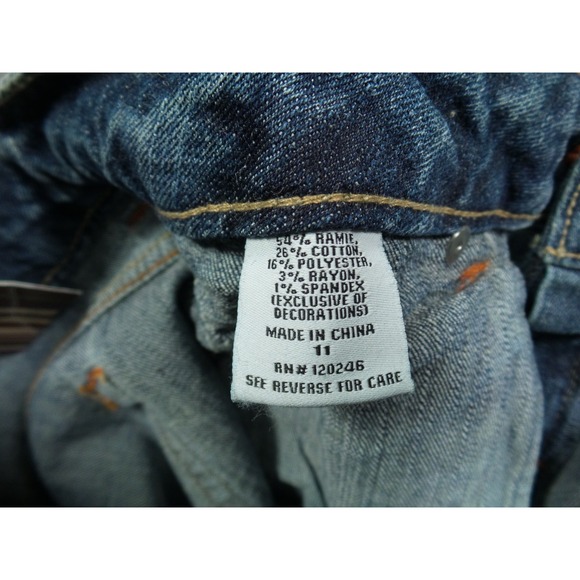 54% RAMIE,
26% COTTON,
16% POLYESTER,
3% RAYON,
1% SPANDEX
(EXCLUSIVE OF
DECORATIONS)
MADE IN CHINA
11
RN# 120246
SEE REVERSE FOR CARE